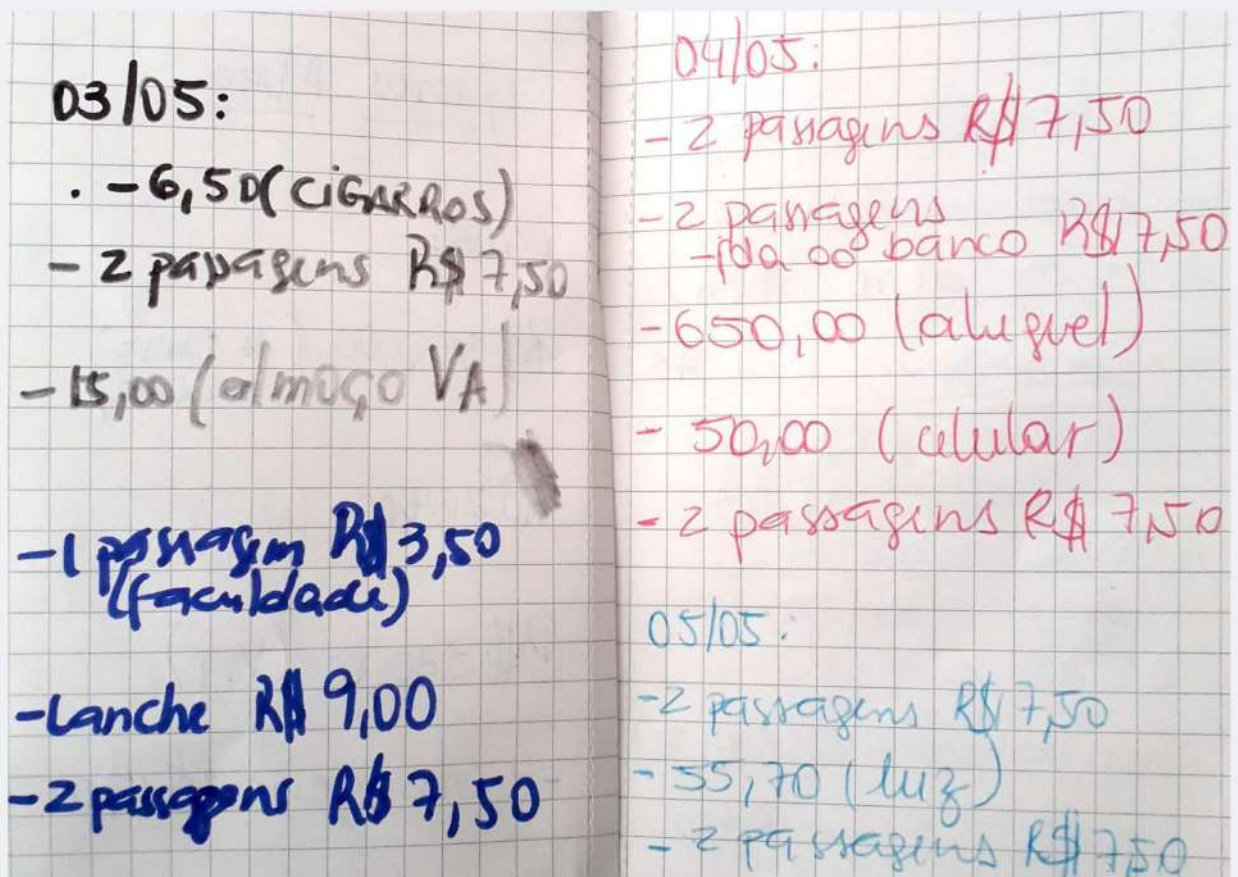 03/05:
. -6,50 (CIGARROS)
- 2 passagens R$ 7,50
- 15,00 (almoço VA)
- 1 passagem R$ 3,50
(faculdade)
- Lanche R$ 9,00
- 2 passagens R$ 7,50
04/05:
- 2 passagens R$ 7,50
- 2 passagens
- ida ao banco R$ 17,50
- 650,00 (aluguel)
- 50,00 (celular)
- 2 passagens R$ 7,50
05/05:
- 2 passagens R$ 7,50
- 55,70 (luz)
- 2 passagens R$ 7,50